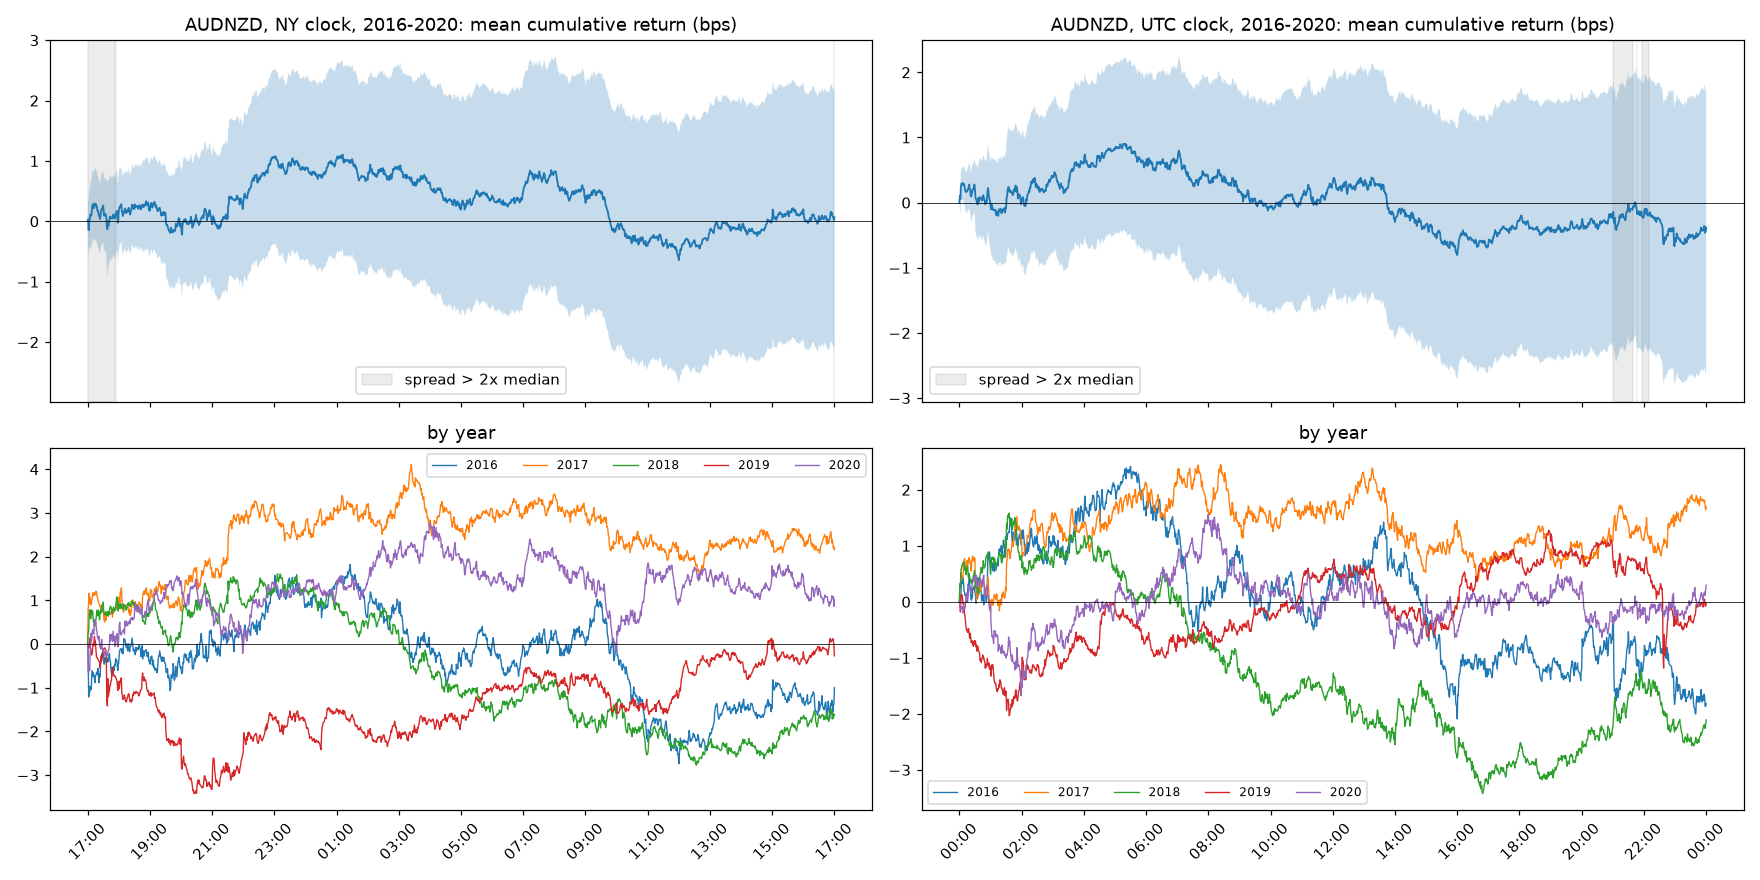 AUDNZD, NY clock, 2016-2020: mean cumulative return (bps)
3
2
1
0
−1
−2
spread > 2x median
AUDNZD, UTC clock, 2016-2020: mean cumulative return (bps)
2
1
0
−1
−2
−3
spread > 2x median
by year
2016 2017 2018 2019 2020
4
3
2
1
0
−1
−2
−3
17:00 19:00 21:00 23:00 01:00 03:00 05:00 07:00 09:00 11:00 13:00 15:00 17:00
by year
2
1
0
−1
−2
−3
2016 2017 2018 2019 2020
00:00 02:00 04:00 06:00 08:00 10:00 12:00 14:00 16:00 18:00 20:00 22:00 00:00